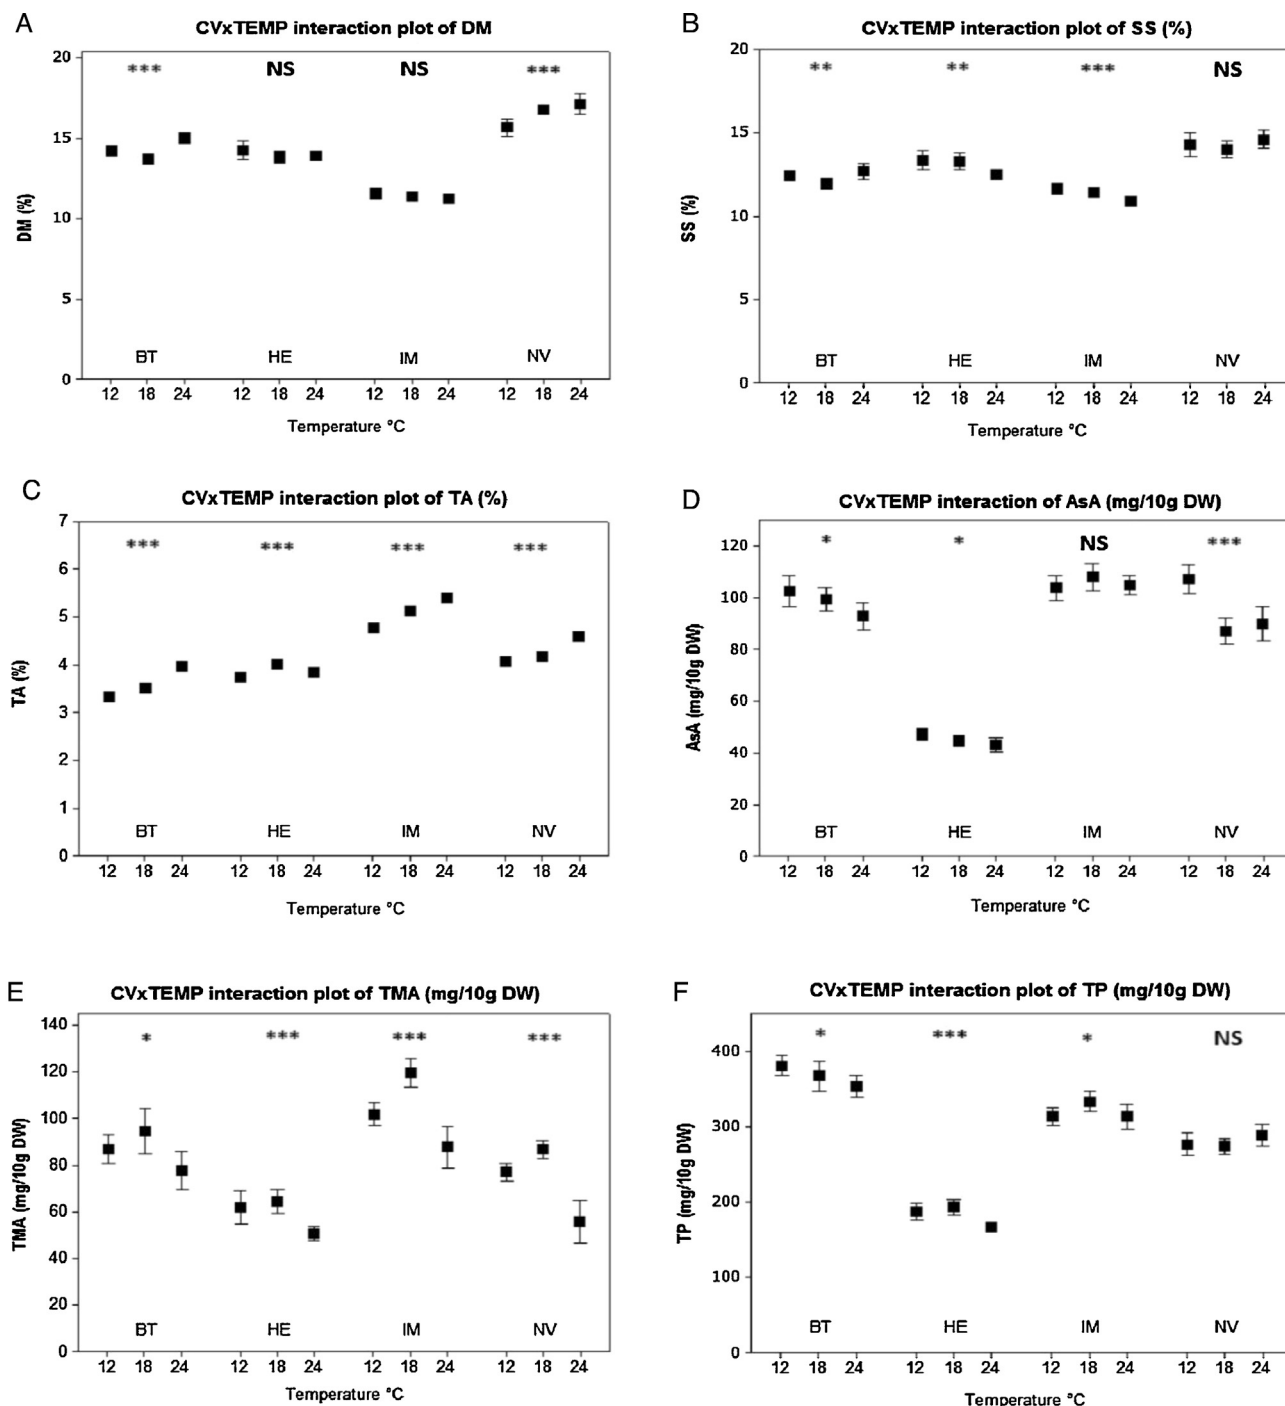 A
CVxTEMP interaction plot of DM
20
15
10
5
0
DM (%)
*** NS NS ***
BT HE IM NV
12 18 24 12 18 24 12 18 24 12 18 24
Temperature °C
B
CVxTEMP interaction plot of SS (%)
20
15
10
5
0
SS (%)
** ** *** NS
BT HE IM NV
12 18 24 12 18 24 12 18 24 12 18 24
Temperature °C
C
CVxTEMP interaction plot of TA (%)
7
6
5
4
3
2
1
0
TA (%)
*** *** *** ***
BT HE IM NV
12 18 24 12 18 24 12 18 24 12 18 24
Temperature °C
D
CVxTEMP interaction of AsA (mg/10g DW)
120
100
80
60
40
20
0
AsA (mg/10g DW)
* * NS ***
BT HE IM NV
12 18 24 12 18 24 12 18 24 12 18 24
Temperature °C
E
CVxTEMP interaction plot of TMA (mg/10g DW)
140
120
100
80
60
40
20
0
TMA (mg/10g DW)
* *** *** ***
BT HE IM NV
12 18 24 12 18 24 12 18 24 12 18 24
Temperature °C
F
CVxTEMP interaction plot of TP (mg/10g DW)
400
300
200
100
0
TP (mg/10g DW)
* *** * NS
BT HE IM NV
12 18 24 12 18 24 12 18 24 12 18 24
Temperature °C